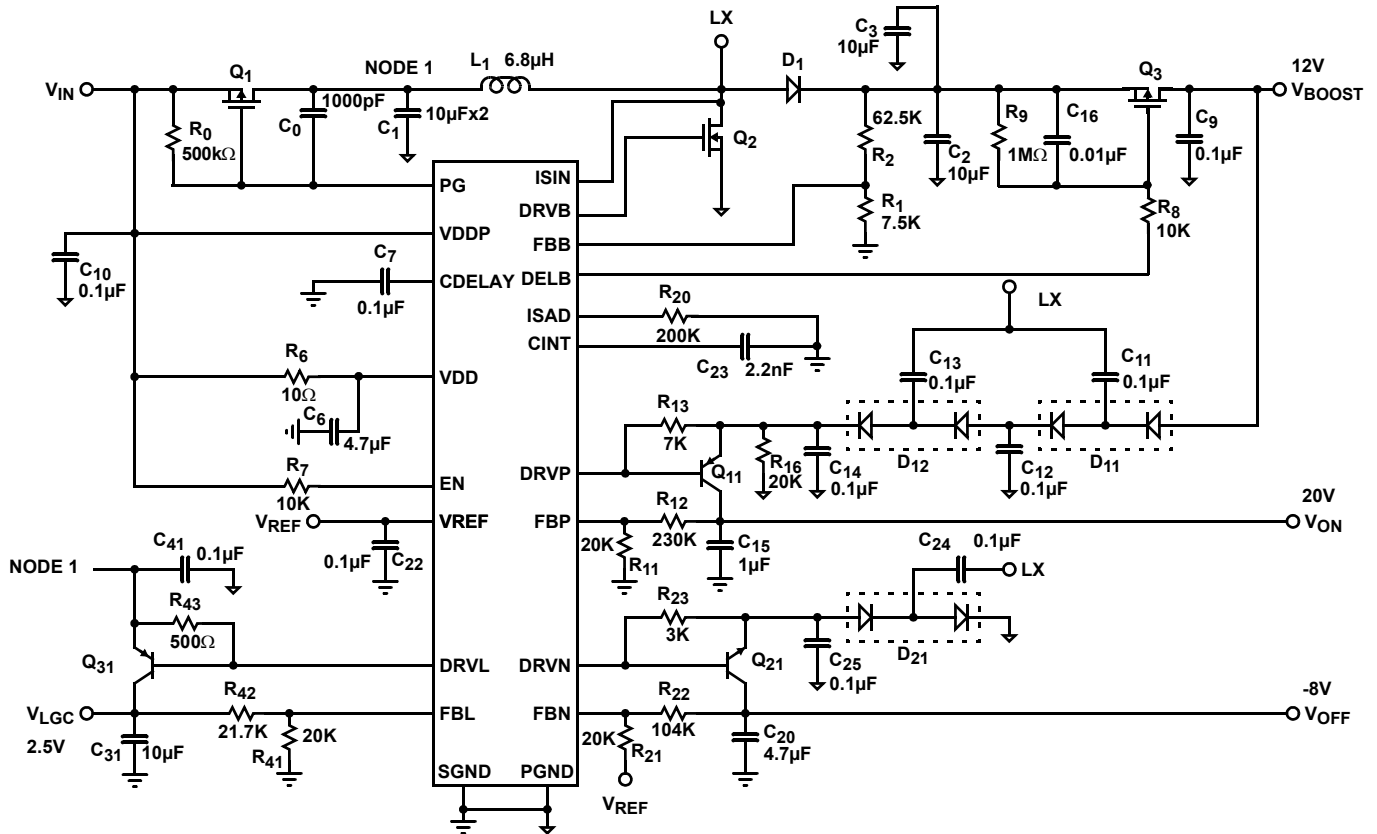 LX
C3
10µF
VIN
Q1
NODE 1
L1 6.8µH
D1
Q3
12V
VBOOST
R0
500kΩ
1000pF
C0
C1
10µFx2
Q2
62.5K
R2
C2
10µF
R9
1MΩ
C16
0.01µF
C9
0.1µF
PG
ISIN
DRVB
R1
7.5K
R8
10K
VDDP
FBB
C10
0.1µF
C7
0.1µF
CDELAY
DELB
LX
R20
200K
ISAD
CINT
C23 2.2nF
C13
0.1µF
C11
0.1µF
R6
10Ω
VDD
C6
4.7µF
R13
7K
R7
10K
EN
DRVP
Q11
R16
20K
C14
0.1µF
D12
C12
0.1µF
D11
VREF
VREF
FBP
R12
230K
20V
VON
0.1µF
C22
20K
R11
C15
1µF
C24
0.1µF
LX
NODE 1
C41
0.1µF
R43
500Ω
R23
3K
Q31
DRVL
DRVN
Q21
C25
0.1µF
D21
VLGC
2.5V
R42
21.7K
FBL
FBN
R22
104K
-8V
VOFF
C31
10µF
20K
R41
20K
R21
C20
4.7µF
SGND
PGND
VREF